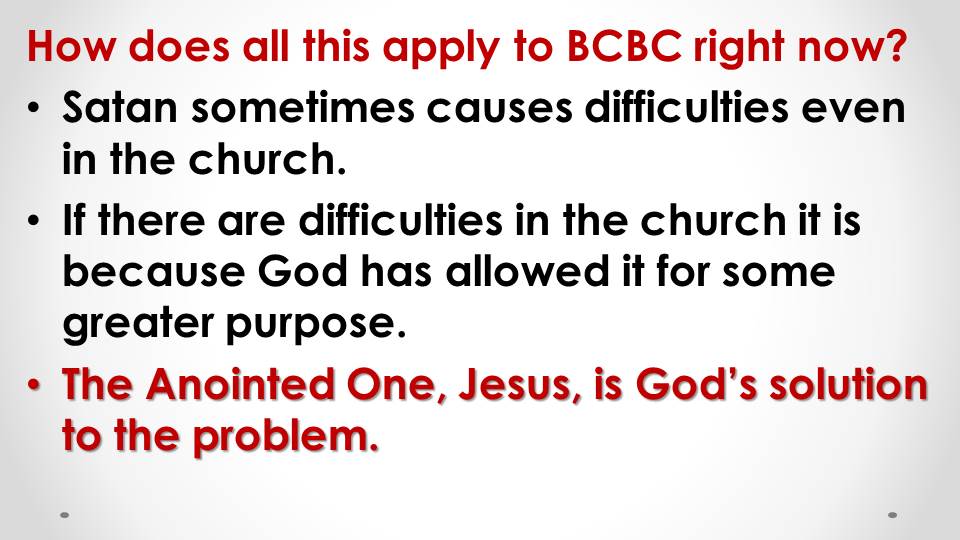 How does all this apply to BCBC right now?
• Satan sometimes causes difficulties even
in the church.
• If there are difficulties in the church it is
because God has allowed it for some
greater purpose.
• The Anointed One, Jesus, is God’s solution
to the problem.